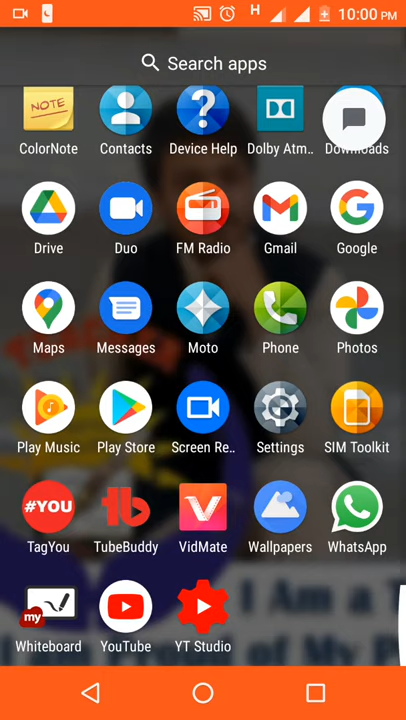 H 10:00 PM
Search apps
NOTE
ColorNote Contacts Device Help Dolby Atm.. Downloads
Drive Duo FM Radio Gmail Google
Maps Messages Moto Phone Photos
Play Music Play Store Screen Re.. Settings SIM Toolkit
#YOU
TagYou TubeBuddy VidMate Wallpapers WhatsApp
my
I Am a T
Whiteboard YouTube YT Studio
of My P